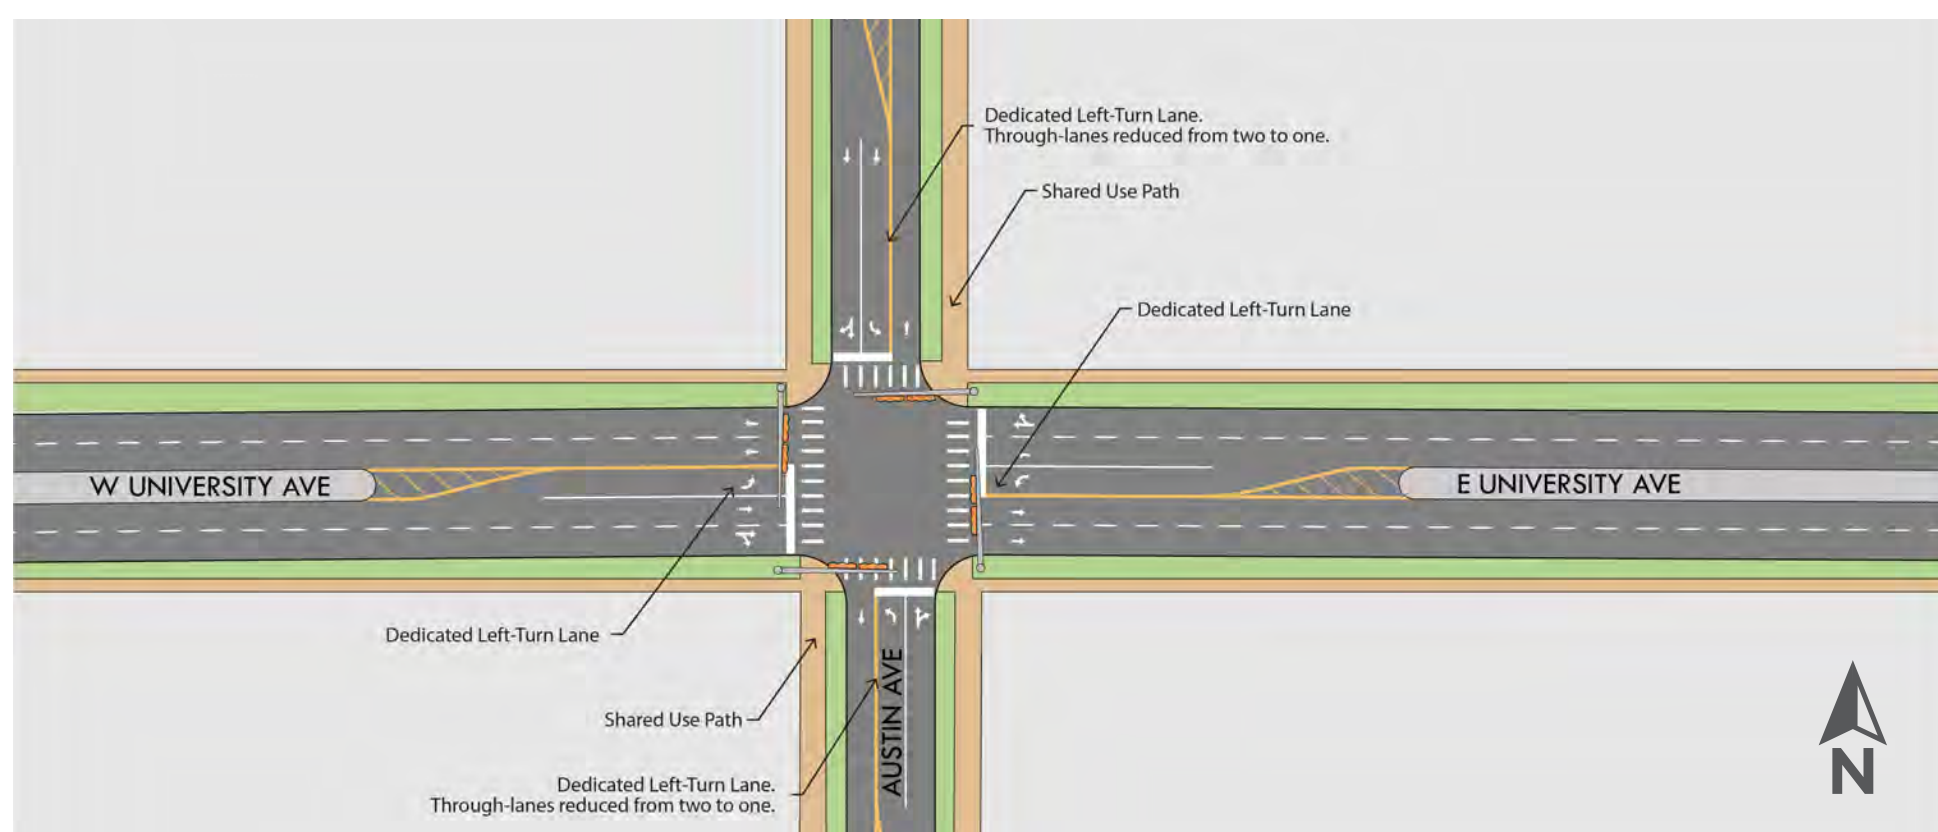 Dedicated Left-Turn Lane.
Through-lanes reduced from two to one.
Shared Use Path
Dedicated Left-Turn Lane
W UNIVERSITY AVE
E UNIVERSITY AVE
Dedicated Left-Turn Lane
Shared Use Path
AUSTIN AVE
Dedicated Left-Turn Lane.
Through-lanes reduced from two to one.
N